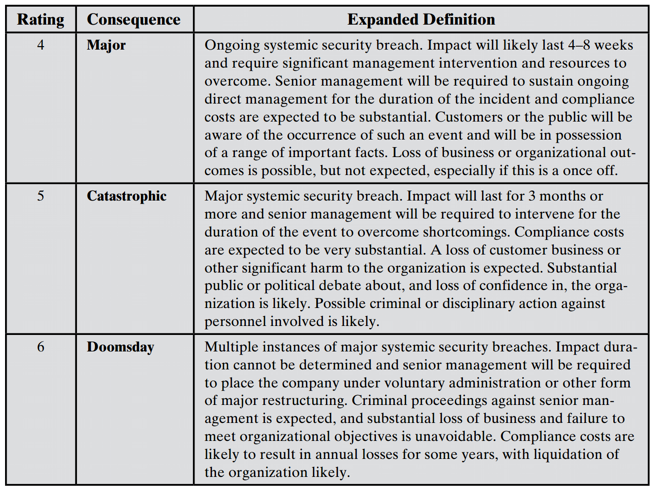 Rating Consequence Expanded Definition
4 Major Ongoing systemic security breach. Impact will likely last 4–8 weeks
and require significant management intervention and resources to
overcome. Senior management will be required to sustain ongoing
direct management for the duration of the incident and compliance
costs are expected to be substantial. Customers or the public will be
aware of the occurrence of such an event and will be in possession
of a range of important facts. Loss of business or organizational out-
comes is possible, but not expected, especially if this is a once off.
5 Catastrophic Major systemic security breach. Impact will last for 3 months or
more and senior management will be required to intervene for the
duration of the event to overcome shortcomings. Compliance costs
are expected to be very substantial. A loss of customer business or
other significant harm to the organization is expected. Substantial
public or political debate about, and loss of confidence in, the orga-
nization is likely. Possible criminal or disciplinary action against
personnel involved is likely.
6 Doomsday Multiple instances of major systemic security breaches. Impact dura-
tion cannot be determined and senior management will be required
to place the company under voluntary administration or other form
of major restructuring. Criminal proceedings against senior man-
agement is expected, and substantial loss of business and failure to
meet organizational objectives is unavoidable. Compliance costs are
likely to result in annual losses for some years, with liquidation of
the organization likely.